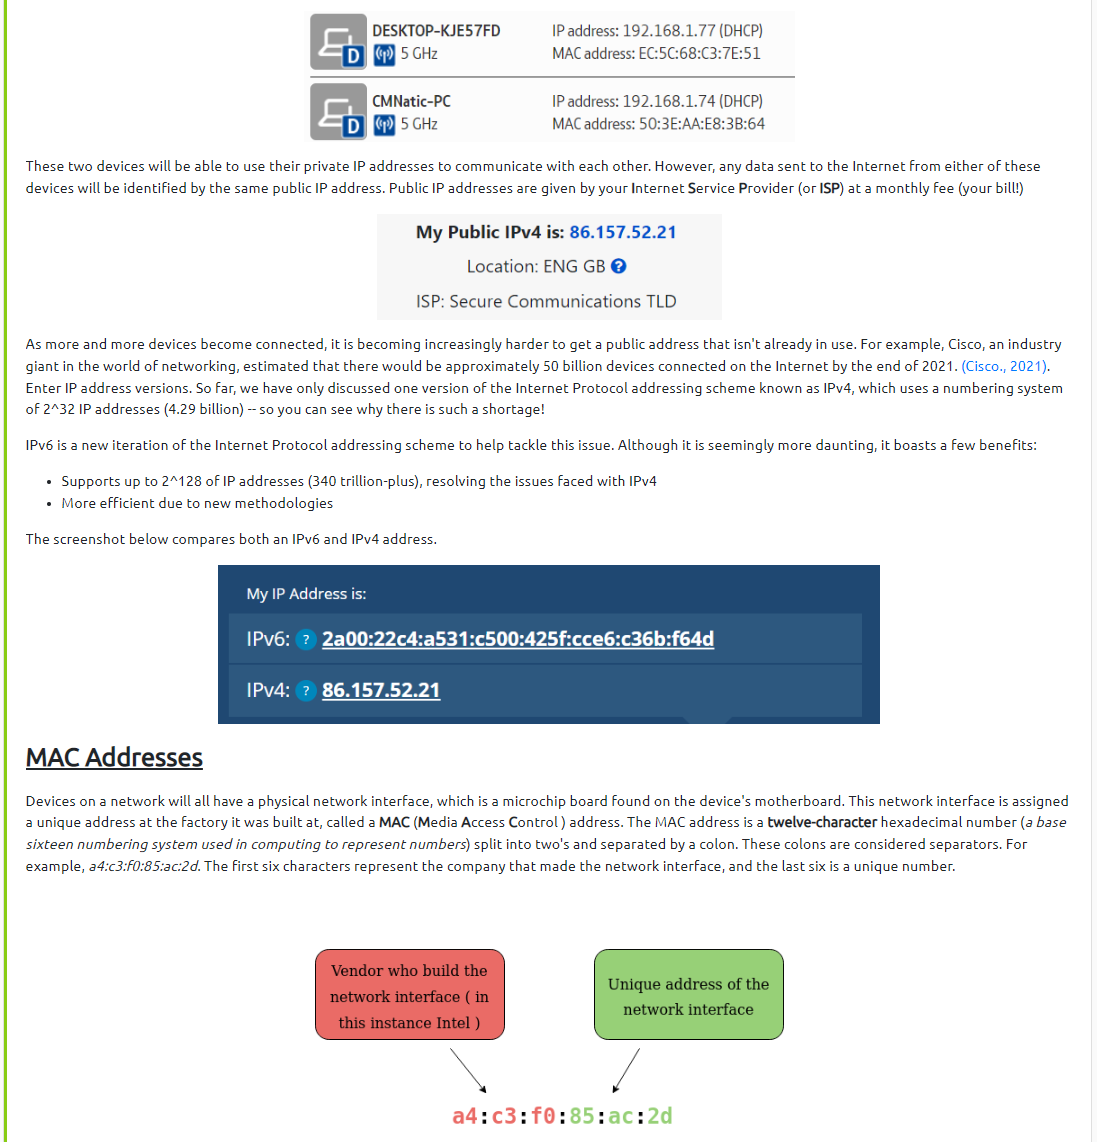 DESKTOP-KJE57FD IP address: 192.168.1.77 (DHCP)
D 5 GHz MAC address: EC:5C:68:C3:7E:51
CMNatic-PC IP address: 192.168.1.74 (DHCP)
D 5 GHz MAC address: 50:3E:AA:E8:3B:64
These two devices will be able to use their private IP addresses to communicate with each other. However, any data sent to the Internet from either of these
devices will be identified by the same public IP address. Public IP addresses are given by your Internet Service Provider (or ISP) at a monthly fee (your bill!)
My Public IPv4 is: 86.157.52.21
Location: ENG GB ?
ISP: Secure Communications TLD
As more and more devices become connected, it is becoming increasingly harder to get a public address that isn't already in use. For example, Cisco, an industry
giant in the world of networking, estimated that there would be approximately 50 billion devices connected on the Internet by the end of 2021. (Cisco., 2021).
Enter IP address versions. So far, we have only discussed one version of the Internet Protocol addressing scheme known as IPv4, which uses a numbering system
of 2^32 IP addresses (4.29 billion) -- so you can see why there is such a shortage!
IPv6 is a new iteration of the Internet Protocol addressing scheme to help tackle this issue. Although it is seemingly more daunting, it boasts a few benefits:
• Supports up to 2^128 of IP addresses (340 trillion-plus), resolving the issues faced with IPv4
• More efficient due to new methodologies
The screenshot below compares both an IPv6 and IPv4 address.
My IP Address is:
IPv6: ? 2a00:22c4:a531:c500:425f:cce6:c36b:f64d
IPv4: ? 86.157.52.21
MAC Addresses
Devices on a network will all have a physical network interface, which is a microchip board found on the device's motherboard. This network interface is assigned
a unique address at the factory it was built at, called a MAC (Media Access Control ) address. The MAC address is a twelve-character hexadecimal number (a base
sixteen numbering system used in computing to represent numbers) split into two's and separated by a colon. These colons are considered separators. For
example, a4:c3:f0:85:ac:2d. The first six characters represent the company that made the network interface, and the last six is a unique number.
Vendor who build the
network interface ( in
this instance Intel )
Unique address of the
network interface
a4:c3:f0:85:ac:2d